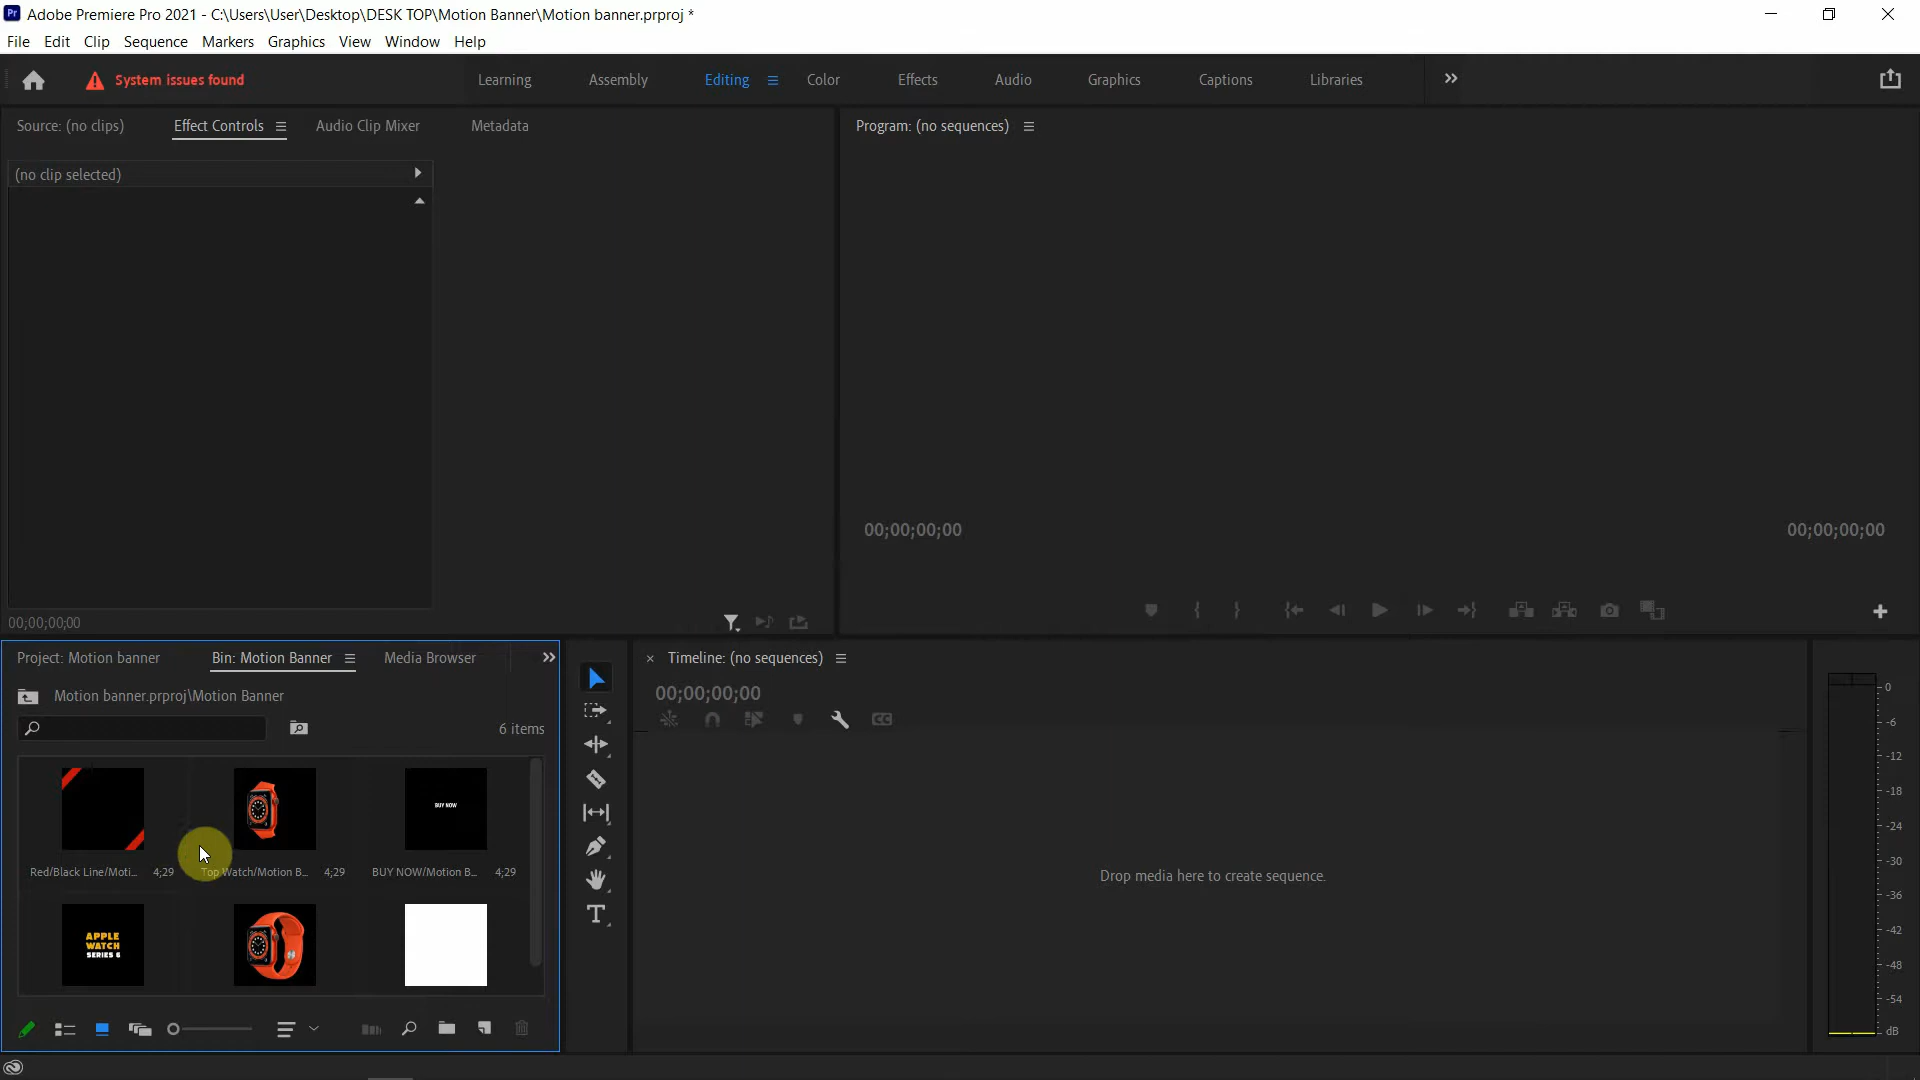 Pr Adobe Premiere Pro 2021 - C:\Users\User\Desktop\DESK TOP\Motion Banner\Motion banner.prproj *
File Edit Clip Sequence Markers Graphics View Window Help
System issues found Learning Assembly Editing Color Effects Audio Graphics Captions Libraries
Source: (no clips) Effect Controls Audio Clip Mixer Metadata
Program: (no sequences)
(no clip selected)
00;00;00;00 00;00;00;00
00;00;00;00
Project: Motion banner Bin: Motion Banner Media Browser
Timeline: (no sequences)
Motion banner.prproj\Motion Banner
00;00;00;00
6 items
CC
BUY NOW
Red/Black Line/Moti... 4;29 Top Watch/Motion B... 4;29 BUY NOW/Motion B... 4;29
Drop media here to create sequence.
APPLE
WATCH
SERIES 6
T
0
-6
-12
-18
-24
-30
-36
-42
-48
-54
dB